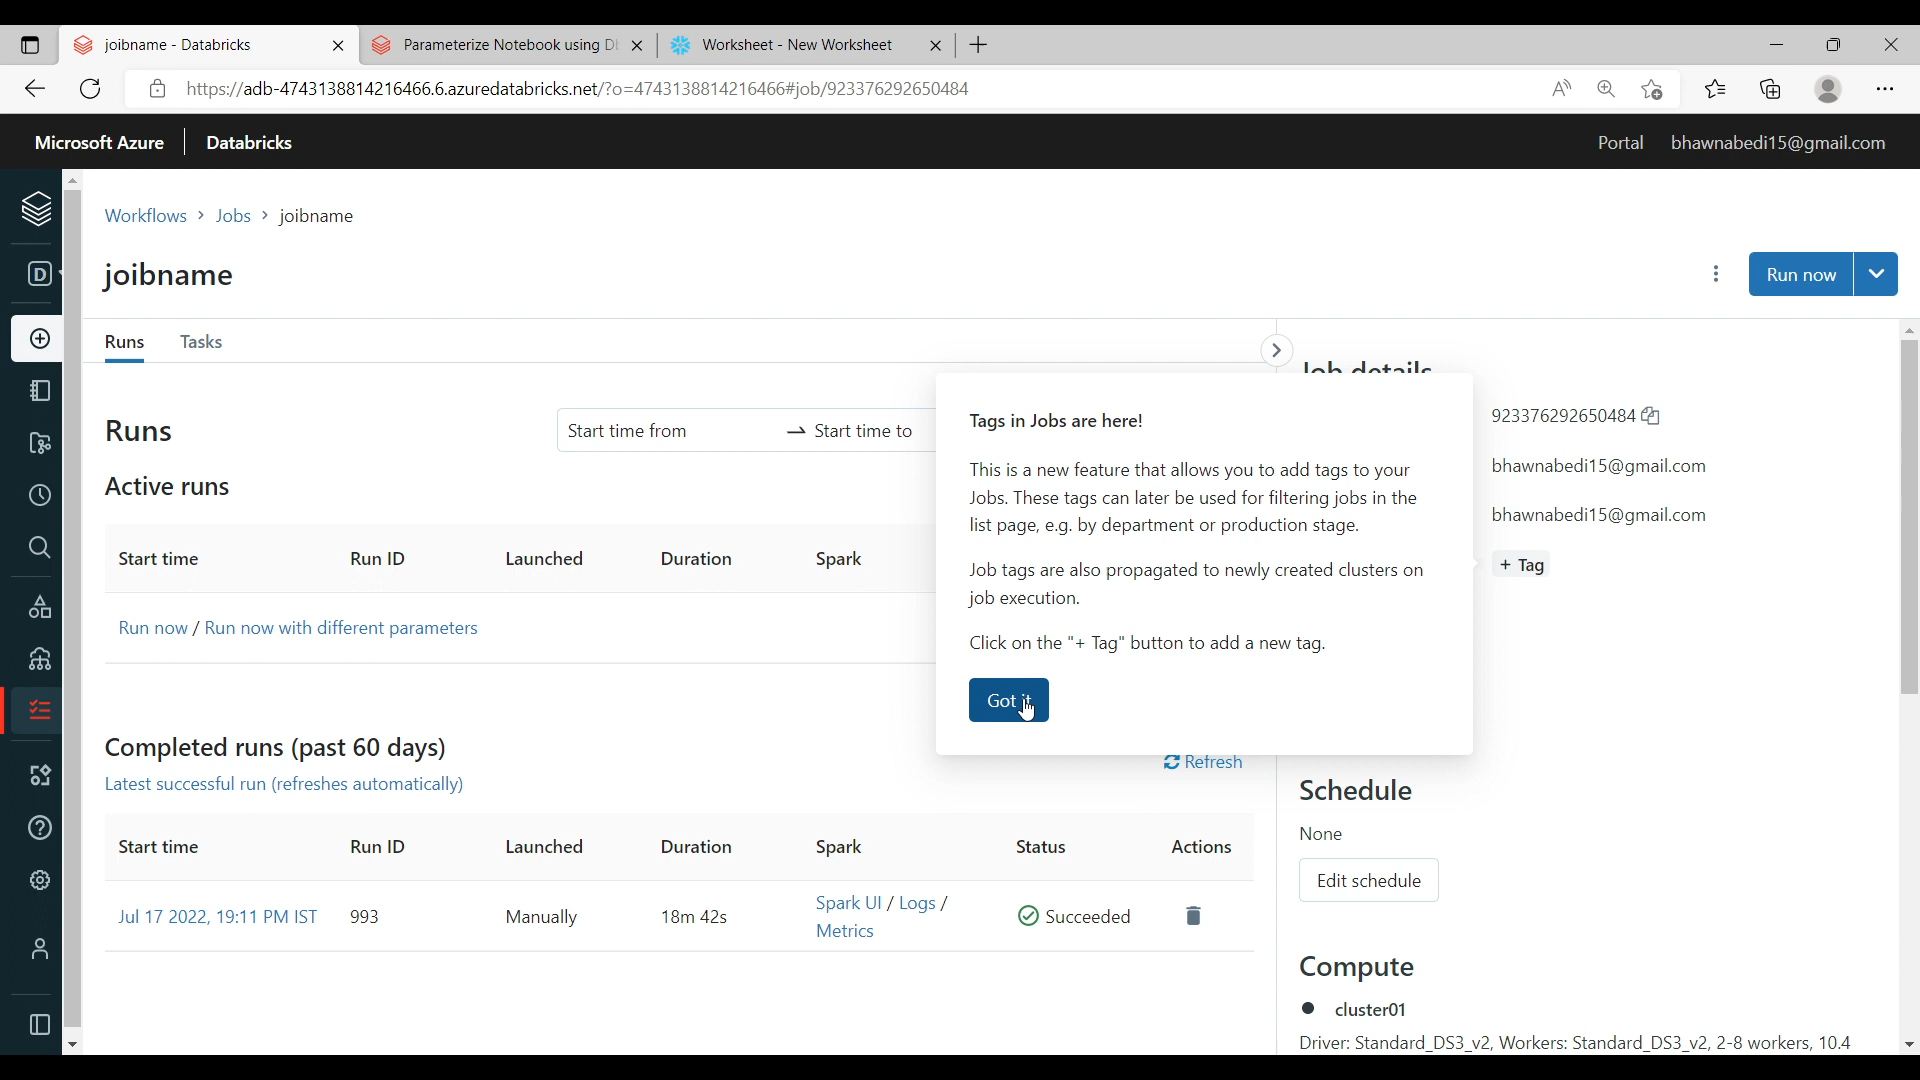 joibname - Databricks
Parameterize Notebook using Db
Worksheet - New Worksheet
https://adb-4743138814216466.6.azuredatabricks.net/?o=4743138814216466#job/923376292650484
Microsoft Azure
Databricks
Portal
bhawnabedi15@gmail.com
D
Workflows > Jobs > joibname
joibname
Run now
Runs
Tasks
Job details
Runs
Start time from → Start time to
Active runs
Start time Run ID Launched Duration Spark
Run now / Run now with different parameters
Tags in Jobs are here!
This is a new feature that allows you to add tags to your
Jobs. These tags can later be used for filtering jobs in the
list page, e.g. by department or production stage.
Job tags are also propagated to newly created clusters on
job execution.
Click on the "+ Tag" button to add a new tag.
Got it
923376292650484
bhawnabedi15@gmail.com
bhawnabedi15@gmail.com
+ Tag
Completed runs (past 60 days)
Latest successful run (refreshes automatically)
Refresh
Start time Run ID Launched Duration Spark Status Actions
Jul 17 2022, 19:11 PM IST 993 Manually 18m 42s Spark UI / Logs / Succeeded
Metrics
Schedule
None
Edit schedule
Compute
cluster01
Driver: Standard_DS3_v2, Workers: Standard_DS3_v2, 2-8 workers, 10.4